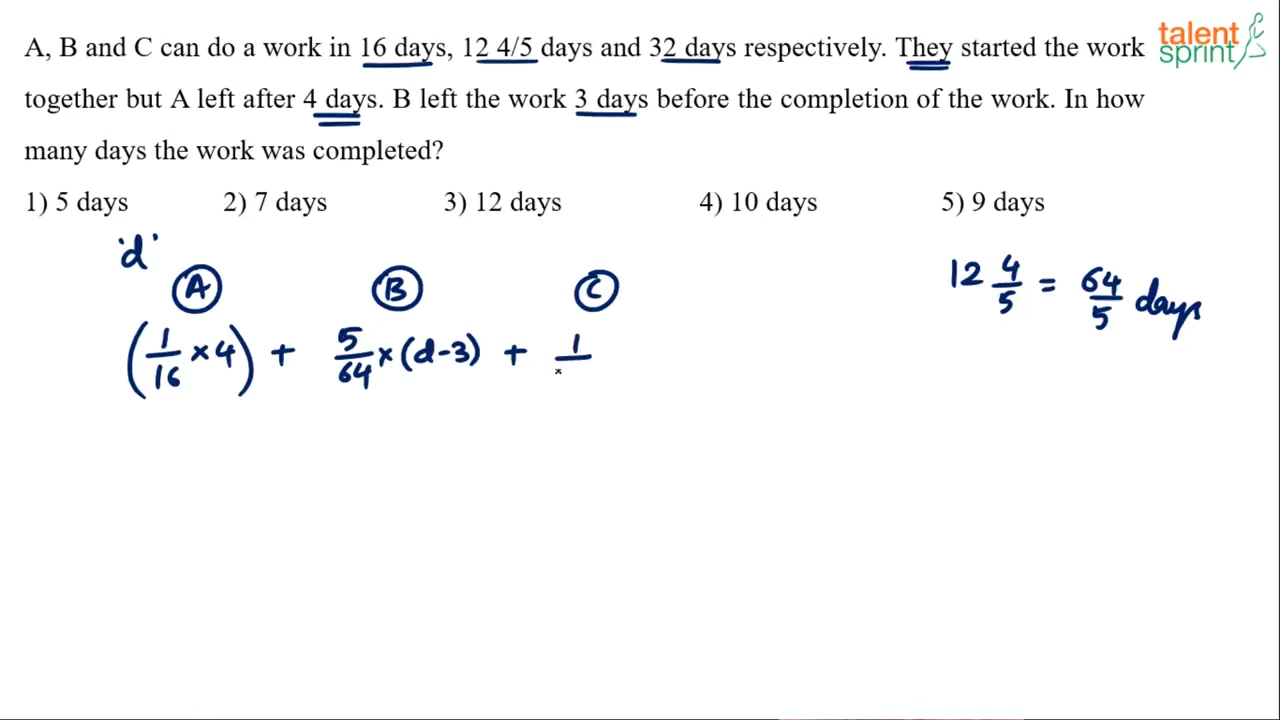 talent
sprint
A, B and C can do a work in 16 days, 12 4/5 days and 32 days respectively. They started the work
together but A left after 4 days. B left the work 3 days before the completion of the work. In how
many days the work was completed?
1) 5 days 2) 7 days 3) 12 days 4) 10 days 5) 9 days
'd'
A B C
12 4/5 = 64/5 days
(1/16 × 4) + 5/64 × (d-3) + 1/